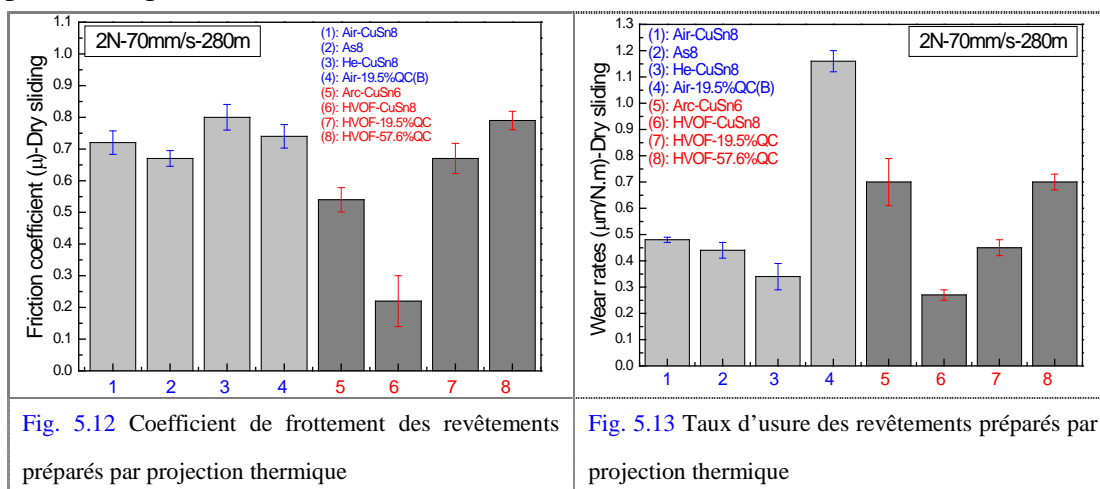 1.1
1.0
0.9
0.8
0.7
0.6
0.5
0.4
0.3
0.2
0.1
0.0
Friction coefficient (μ)-Dry sliding
2N-70mm/s-280m
(1): Air-CuSn8
(2): As8
(3): He-CuSn8
(4): Air-19.5%QC(B)
(5): Arc-CuSn6
(6): HVOF-CuSn8
(7): HVOF-19.5%QC
(8): HVOF-57.6%QC
1 2 3 4 5 6 7 8
Fig. 5.12 Coefficient de frottement des revêtements
préparés par projection thermique
1.3
1.2
1.1
1.0
0.9
0.8
0.7
0.6
0.5
0.4
0.3
0.2
0.1
0.0
Wear rates (μm/N.m)-Dry sliding
(1): Air-CuSn8
(2): As8
(3): He-CuSn8
(4): Air-19.5%QC(B)
(5): Arc-CuSn6
(6): HVOF-CuSn8
(7): HVOF-19.5%QC
(8): HVOF-57.6%QC
2N-70mm/s-280m
1 2 3 4 5 6 7 8
Fig. 5.13 Taux d'usure des revêtements préparés par
projection thermique